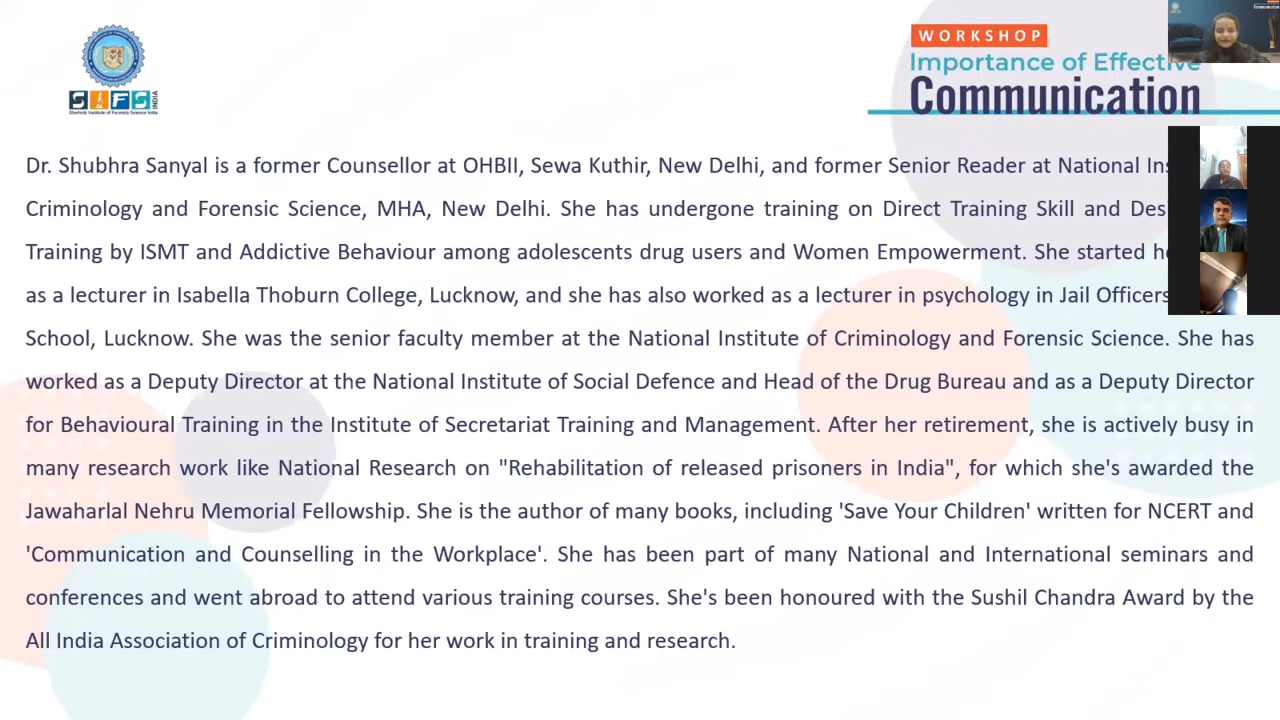 WORKSHOP
Importance of Effective
Communication
SIFS INDIA
Sherlock Institute of Forensic Science India
Dr. Shubhra Sanyal is a former Counsellor at OHBII, Sewa Kuthir, New Delhi, and former Senior Reader at National
Criminology and Forensic Science, MHA, New Delhi. She has undergone training on Direct Training Skill and
Training by ISMT and Addictive Behaviour among adolescents drug users and Women Empowerment. She started
as a lecturer in Isabella Thoburn College, Lucknow, and she has also worked as a lecturer in psychology in Jail Officers
School, Lucknow. She was the senior faculty member at the National Institute of Criminology and Forensic Science. She has
worked as a Deputy Director at the National Institute of Social Defence and Head of the Drug Bureau and as a Deputy Director
for Behavioural Training in the Institute of Secretariat Training and Management. After her retirement, she is actively busy in
many research work like National Research on "Rehabilitation of released prisoners in India", for which she's awarded the
Jawaharlal Nehru Memorial Fellowship. She is the author of many books, including 'Save Your Children' written for NCERT and
'Communication and Counselling in the Workplace'. She has been part of many National and International seminars and
conferences and went abroad to attend various training courses. She's been honoured with the Sushil Chandra Award by the
All India Association of Criminology for her work in training and research.